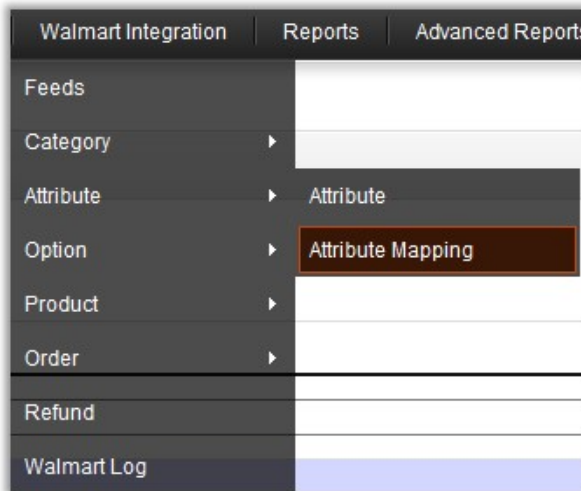 Walmart Integration Reports Advanced Reports
Feeds
Category
Attribute Attribute
Option Attribute Mapping
Product
Order
Refund
Walmart Log